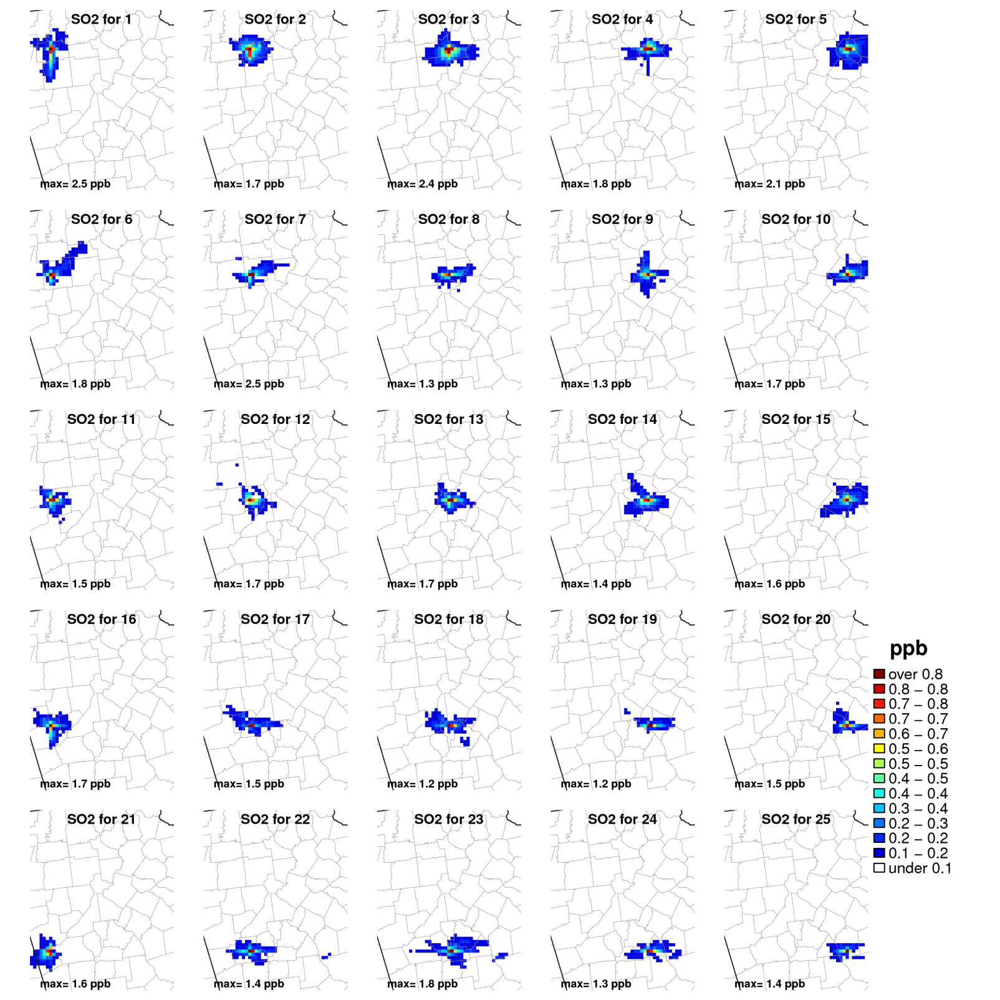 SO2 for 1
SO2 for 2
SO2 for 3
SO2 for 4
SO2 for 5
max= 2.5 ppb
max= 1.7 ppb
max= 2.4 ppb
max= 1.8 ppb
max= 2.1 ppb
SO2 for 6
SO2 for 7
SO2 for 8
SO2 for 9
SO2 for 10
max= 1.8 ppb
max= 2.5 ppb
max= 1.3 ppb
max= 1.3 ppb
max= 1.7 ppb
SO2 for 11
SO2 for 12
SO2 for 13
SO2 for 14
SO2 for 15
max= 1.5 ppb
max= 1.7 ppb
max= 1.7 ppb
max= 1.4 ppb
max= 1.6 ppb
SO2 for 16
SO2 for 17
SO2 for 18
SO2 for 19
SO2 for 20
max= 1.7 ppb
max= 1.5 ppb
max= 1.2 ppb
max= 1.2 ppb
max= 1.5 ppb
SO2 for 21
SO2 for 22
SO2 for 23
SO2 for 24
SO2 for 25
max= 1.6 ppb
max= 1.4 ppb
max= 1.8 ppb
max= 1.3 ppb
max= 1.4 ppb
ppb
over 0.8
0.8 – 0.8
0.7 – 0.8
0.7 – 0.7
0.6 – 0.7
0.5 – 0.6
0.5 – 0.5
0.4 – 0.5
0.4 – 0.4
0.3 – 0.4
0.2 – 0.3
0.2 – 0.2
0.1 – 0.2
under 0.1